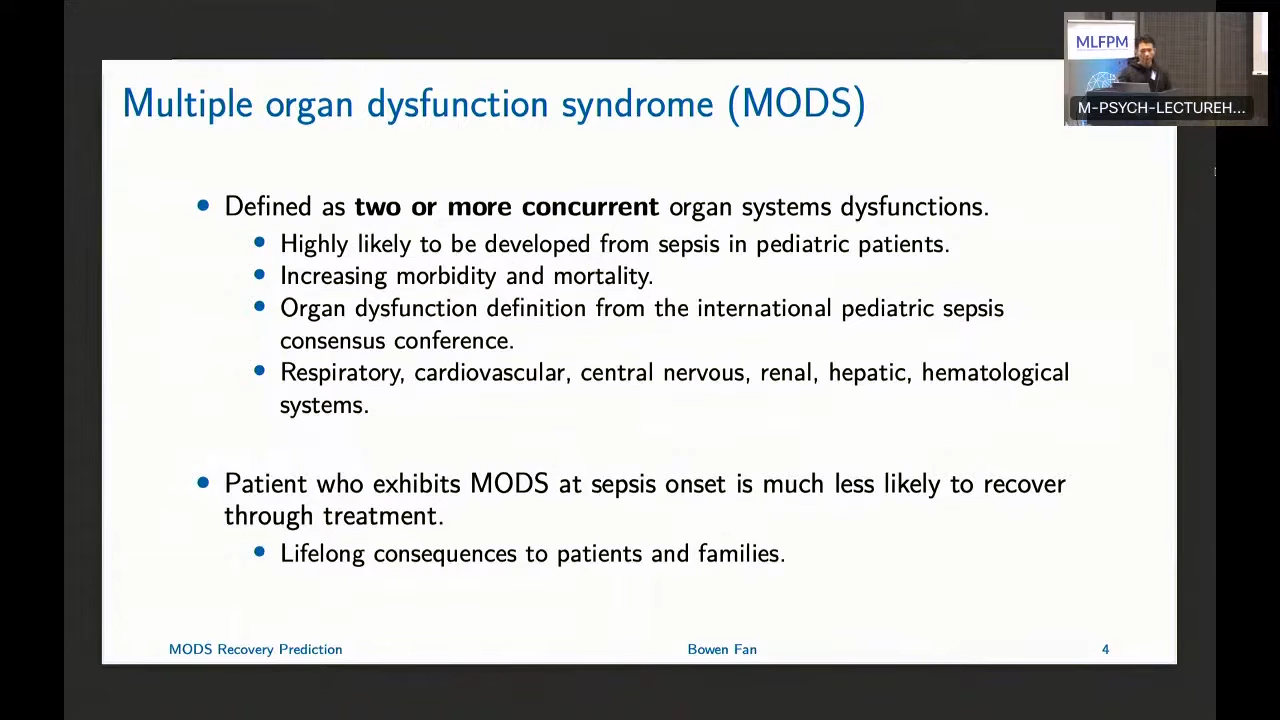 Multiple organ dysfunction syndrome (MODS)
MLFPM
M-PSYCH-LECTUREH...
• Defined as two or more concurrent organ systems dysfunctions.
• Highly likely to be developed from sepsis in pediatric patients.
• Increasing morbidity and mortality.
• Organ dysfunction definition from the international pediatric sepsis
consensus conference.
• Respiratory, cardiovascular, central nervous, renal, hepatic, hematological
systems.
• Patient who exhibits MODS at sepsis onset is much less likely to recover
through treatment.
• Lifelong consequences to patients and families.
MODS Recovery Prediction
Bowen Fan
4